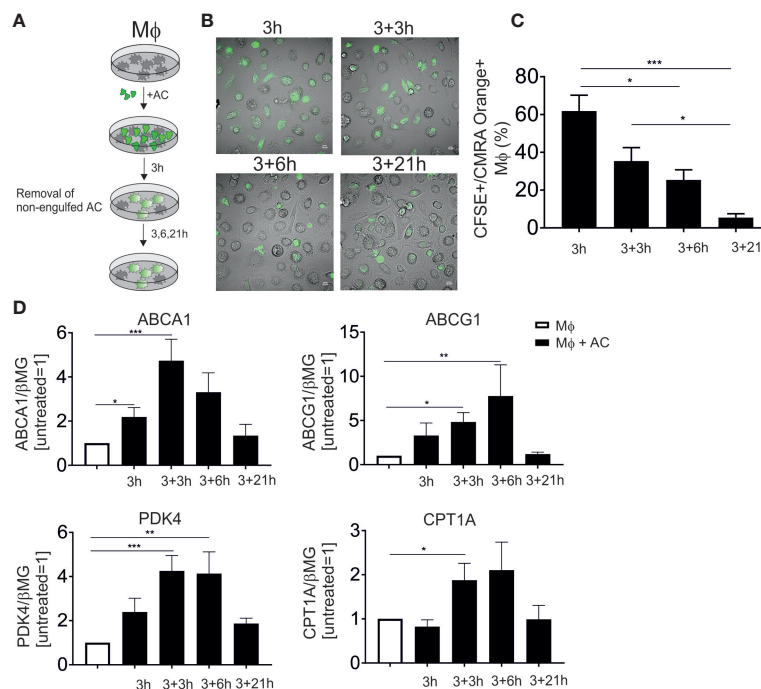 A
Mϕ
+AC
3h
Removal of
non-engulfed AC
3,6,21h
B
3h
3+3h
3+6h
3+21h
C
CFSE+/CMRA Orange+
Mϕ (%)
80
60
40
20
0
***
*
*
3h
3+3h
3+6h
3+21
D
ABCA1
ABCA1/βMG
[untreated=1]
6
4
2
0
***
*
3h
3+3h
3+6h
3+21h
ABCG1
ABCG1/βMG
[untreated=1]
15
10
5
0
**
*
3h
3+3h
3+6h
3+21h
Mϕ
Mϕ + AC
PDK4
PDK4/βMG
[untreated=1]
6
4
2
0
**
***
3h
3+3h
3+6h
3+21h
CPT1A
CPT1A/βMG
[untreated=1]
3
2
1
0
*
3h
3+3h
3+6h
3+21h